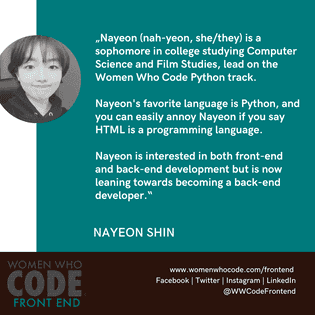 „Nayeon (nah-yeon, she/they) is a
sophomore in college studying Computer
Science and Film Studies, lead on the
Women Who Code Python track.
Nayeon's favorite language is Python, and
you can easily annoy Nayeon if you say
HTML is a programming language.
Nayeon is interested in both front-end
and back-end development but is now
leaning towards becoming a back-end
developer.“
NAYEON SHIN
WOMEN WHO
CODE
FRONT END
www.womenwhocode.com/frontend
Facebook | Twitter | Instagram | LinkedIn
@WWCodeFrontend